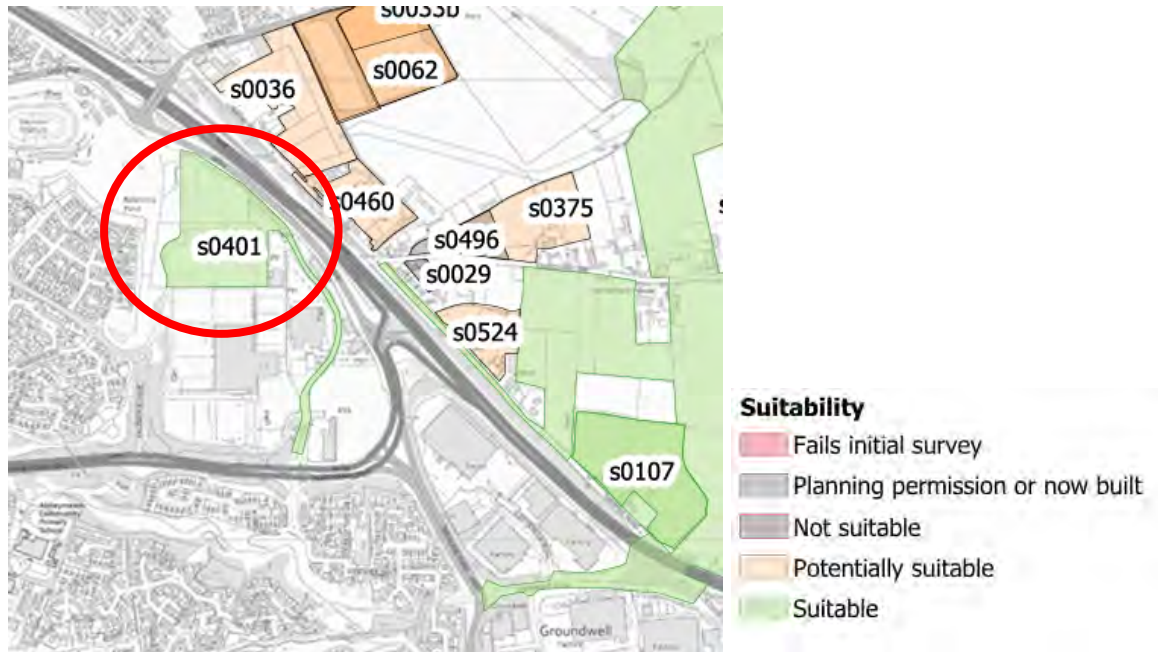 s0033b
s0062
s0036
s0460
s0375
s0401
s0496
s0029
s0524
s0107
Groundwell
Factory
Suitability
Fails initial survey
Planning permission or now built
Not suitable
Potentially suitable
Suitable